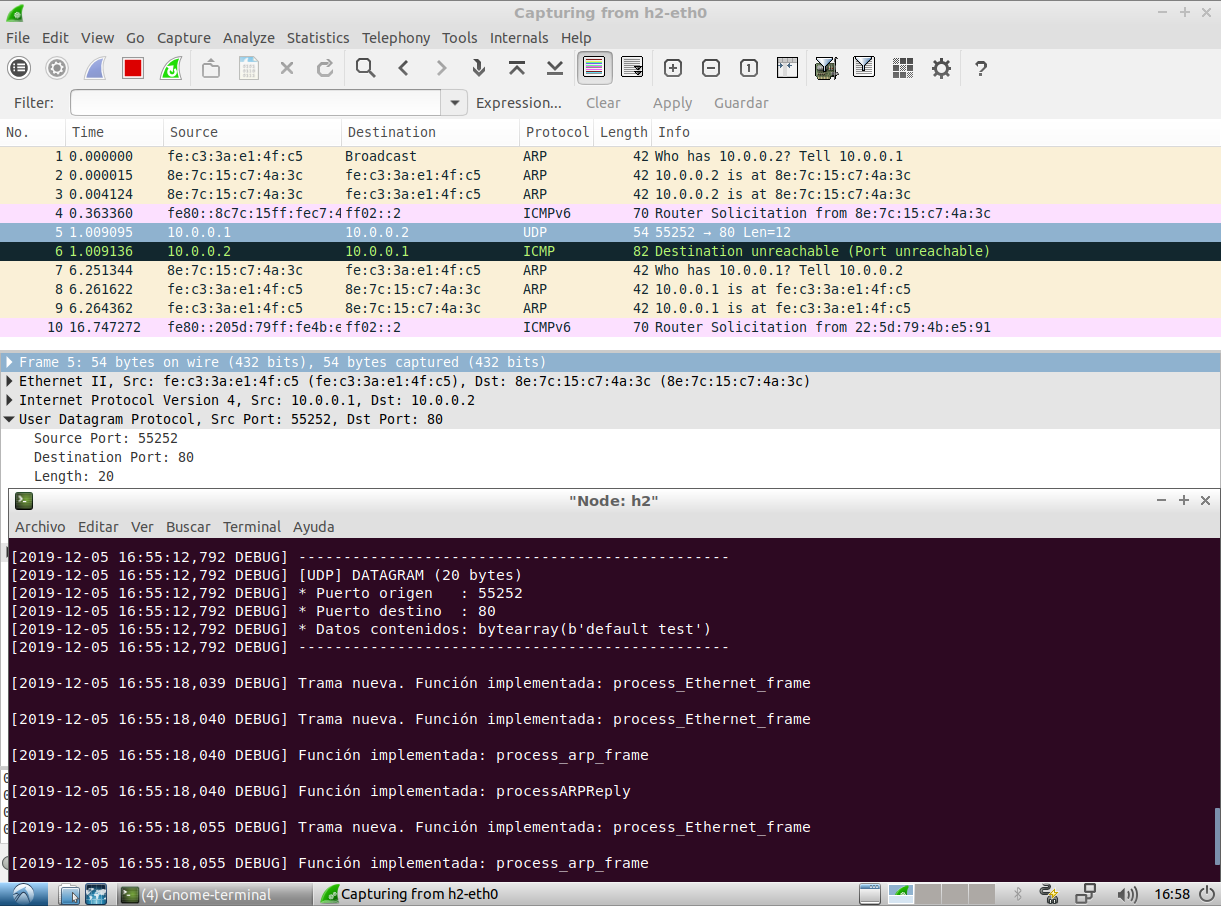 Capturing from h2-eth0
File Edit View Go Capture Analyze Statistics Telephony Tools Internals Help
Filter: Expression... Clear Apply Guardar
No. Time Source Destination Protocol Length Info
1 0.000000 fe:c3:3a:e1:4f:c5 Broadcast ARP 42 Who has 10.0.0.2? Tell 10.0.0.1
2 0.000015 8e:7c:15:c7:4a:3c fe:c3:3a:e1:4f:c5 ARP 42 10.0.0.2 is at 8e:7c:15:c7:4a:3c
3 0.004124 8e:7c:15:c7:4a:3c fe:c3:3a:e1:4f:c5 ARP 42 10.0.0.2 is at 8e:7c:15:c7:4a:3c
4 0.363360 fe80::8c7c:15ff:fec7:4 ff02::2 ICMPv6 70 Router Solicitation from 8e:7c:15:c7:4a:3c
5 1.009095 10.0.0.1 10.0.0.2 UDP 54 55252 → 80 Len=12
6 1.009136 10.0.0.2 10.0.0.1 ICMP 82 Destination unreachable (Port unreachable)
7 6.251344 8e:7c:15:c7:4a:3c fe:c3:3a:e1:4f:c5 ARP 42 Who has 10.0.0.1? Tell 10.0.0.2
8 6.261622 fe:c3:3a:e1:4f:c5 8e:7c:15:c7:4a:3c ARP 42 10.0.0.1 is at fe:c3:3a:e1:4f:c5
9 6.264362 fe:c3:3a:e1:4f:c5 8e:7c:15:c7:4a:3c ARP 42 10.0.0.1 is at fe:c3:3a:e1:4f:c5
10 16.747272 fe80::205d:79ff:fe4b:e ff02::2 ICMPv6 70 Router Solicitation from 22:5d:79:4b:e5:91
Frame 5: 54 bytes on wire (432 bits), 54 bytes captured (432 bits)
Ethernet II, Src: fe:c3:3a:e1:4f:c5 (fe:c3:3a:e1:4f:c5), Dst: 8e:7c:15:c7:4a:3c (8e:7c:15:c7:4a:3c)
Internet Protocol Version 4, Src: 10.0.0.1, Dst: 10.0.0.2
User Datagram Protocol, Src Port: 55252, Dst Port: 80
Source Port: 55252
Destination Port: 80
Length: 20
"Node: h2"
Archivo Editar Ver Buscar Terminal Ayuda
[2019-12-05 16:55:12,792 DEBUG] ------------------------------------------------
[2019-12-05 16:55:12,792 DEBUG] [UDP] DATAGRAM (20 bytes)
[2019-12-05 16:55:12,792 DEBUG] * Puerto origen   : 55252
[2019-12-05 16:55:12,792 DEBUG] * Puerto destino  : 80
[2019-12-05 16:55:12,792 DEBUG] * Datos contenidos: bytearray(b'default test')
[2019-12-05 16:55:12,792 DEBUG] ------------------------------------------------
[2019-12-05 16:55:18,039 DEBUG] Trama nueva. Función implementada: process_Ethernet_frame
[2019-12-05 16:55:18,040 DEBUG] Trama nueva. Función implementada: process_Ethernet_frame
[2019-12-05 16:55:18,040 DEBUG] Función implementada: process_arp_frame
[2019-12-05 16:55:18,040 DEBUG] Función implementada: processARPReply
[2019-12-05 16:55:18,055 DEBUG] Trama nueva. Función implementada: process_Ethernet_frame
[2019-12-05 16:55:18,055 DEBUG] Función implementada: process_arp_frame
(4) Gnome-terminal Capturing from h2-eth0 16:58